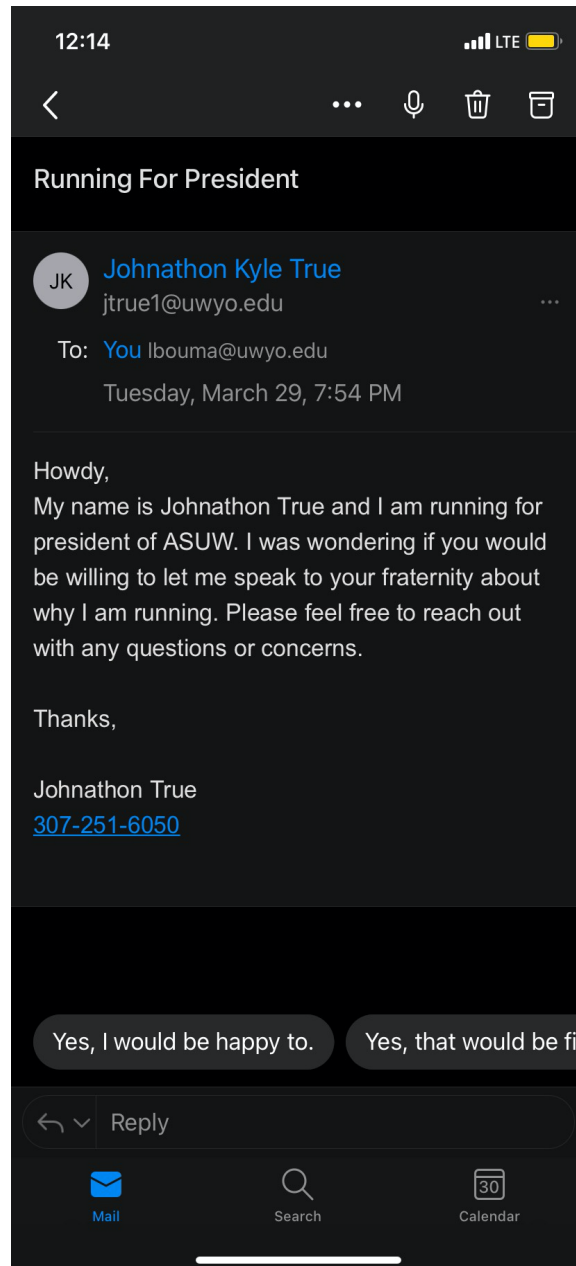 12:14 LTE
Running For President
JK
Johnathon Kyle True
jtrue1@uwyo.edu
To: You lbouma@uwyo.edu
Tuesday, March 29, 7:54 PM
Howdy,
My name is Johnathon True and I am running for
president of ASUW. I was wondering if you would
be willing to let me speak to your fraternity about
why I am running. Please feel free to reach out
with any questions or concerns.
Thanks,
Johnathon True
307-251-6050
Yes, I would be happy to. Yes, that would be fi
Reply
30
Mail Search Calendar